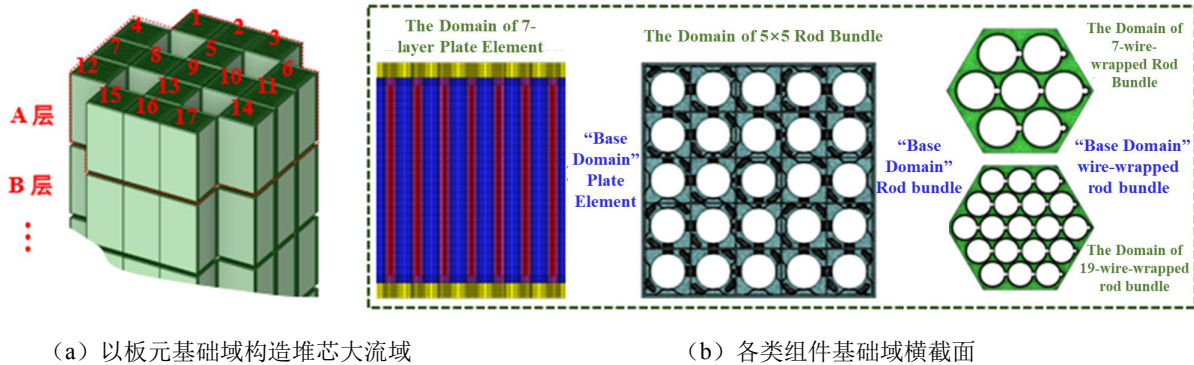 1
2
3
4
5
6
7
8
9
10
11
12
13
14
15
16
17
A 层
B 层
⋮
The Domain of 7-
layer Plate Element
“Base
Domain”
Plate
Element
The Domain of 5×5 Rod Bundle
“Base
Domain”
Rod bundle
The Domain of
7-wire-
wrapped Rod
Bundle
“Base Domain”
wire-wrapped
rod bundle
The Domain of
19-wire-wrapped
rod bundle
（a）以板元基础域构造堆芯大流域
（b）各类组件基础域横截面